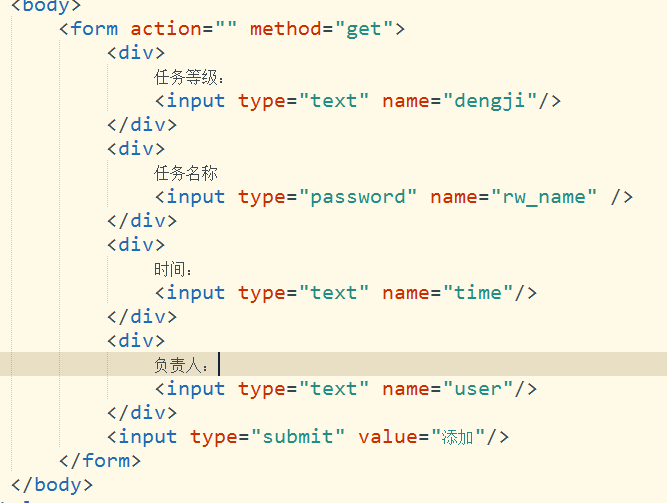 <body>
<form action="" method="get">
<div>
任务等级：
<input type="text" name="dengji"/>
</div>
<div>
任务名称
<input type="password" name="rw_name" />
</div>
<div>
时间：
<input type="text" name="time"/>
</div>
<div>
负责人：
<input type="text" name="user"/>
</div>
<input type="submit" value="添加"/>
</form>
</body>